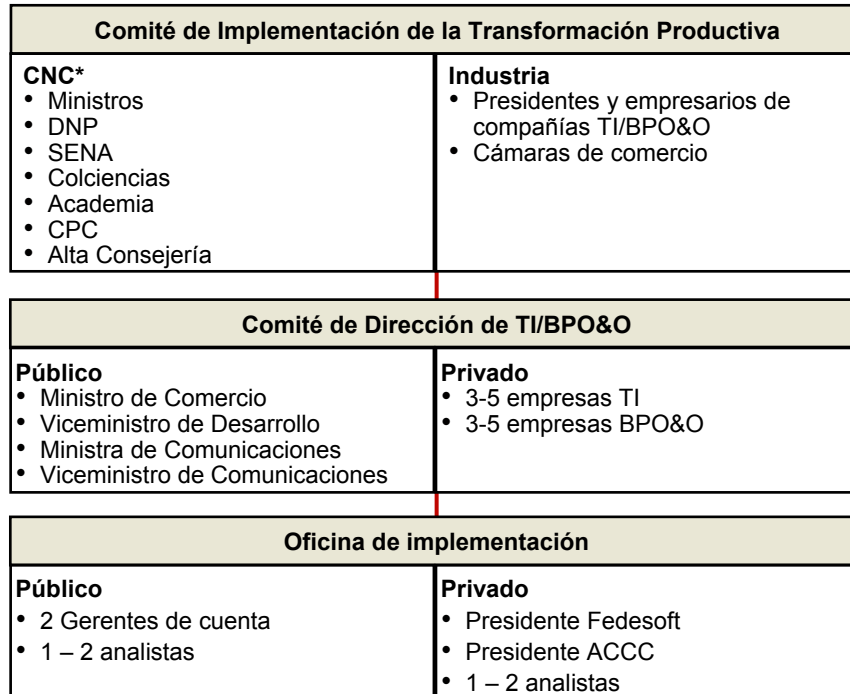 Comité de Implementación de la Transformación Productiva
CNC*
• Ministros
• DNP
• SENA
• Colciencias
• Academia
• CPC
• Alta Consejería
Industria
• Presidentes y empresarios de
compañías TI/BPO&O
• Cámaras de comercio
Comité de Dirección de TI/BPO&O
Público
• Ministro de Comercio
• Viceministro de Desarrollo
• Ministra de Comunicaciones
• Viceministro de Comunicaciones
Privado
• 3-5 empresas TI
• 3-5 empresas BPO&O
Oficina de implementación
Público
• 2 Gerentes de cuenta
• 1 – 2 analistas
Privado
• Presidente Fedesoft
• Presidente ACCC
• 1 – 2 analistas